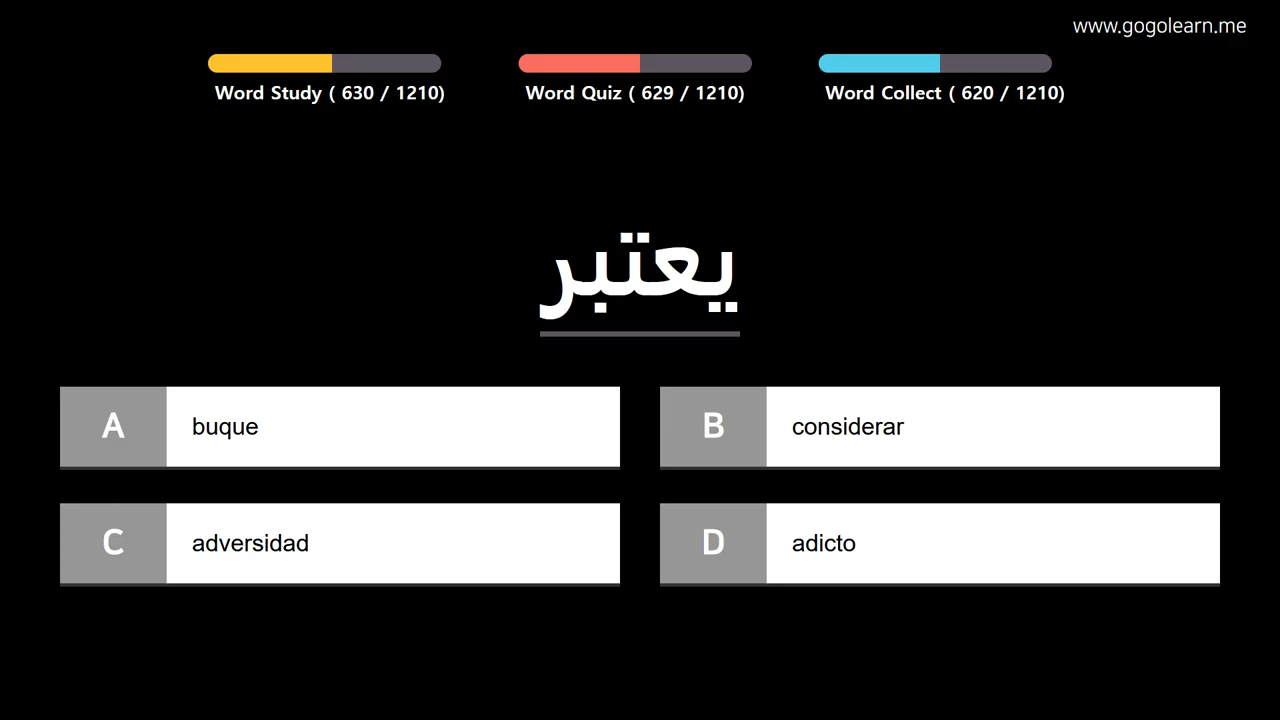 www.gogolearn.me
Word Study ( 630 / 1210)
Word Quiz ( 629 / 1210)
Word Collect ( 620 / 1210)
يعتبر
A buque
B considerar
C adversidad
D adicto